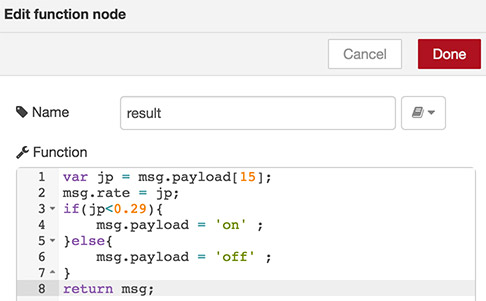 Edit function node
Cancel
Done
Name
result
Function
1 var jp = msg.payload[15];
2 msg.rate = jp;
3 if(jp<0.29){
4     msg.payload = 'on' ;
5 }else{
6     msg.payload = 'off' ;
7 }
8 return msg;